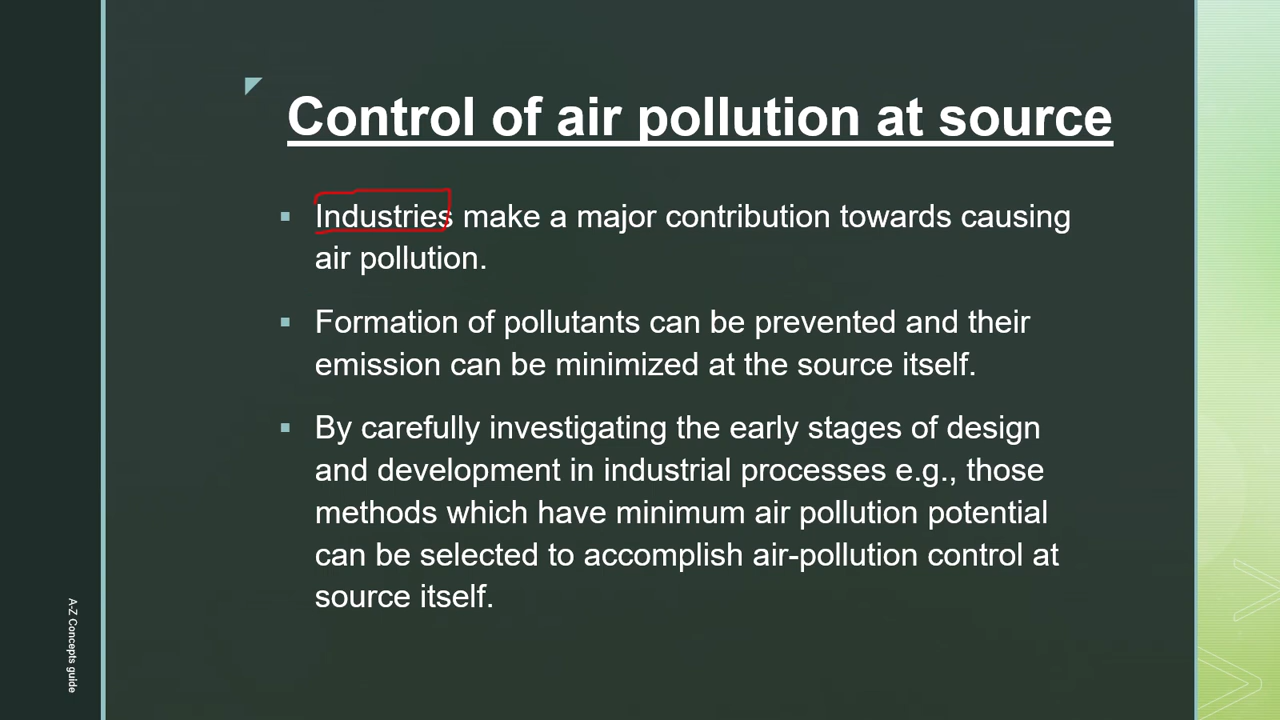 Control of air pollution at source
▪ Industries make a major contribution towards causing
air pollution.
▪ Formation of pollutants can be prevented and their
emission can be minimized at the source itself.
▪ By carefully investigating the early stages of design
and development in industrial processes e.g., those
methods which have minimum air pollution potential
can be selected to accomplish air-pollution control at
source itself.
A-Z Concepts guide